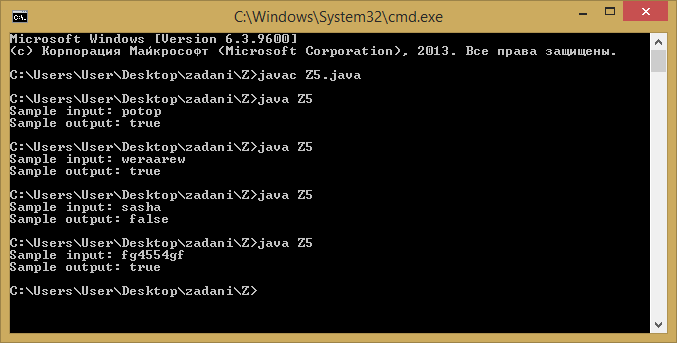 C:\Windows\System32\cmd.exe
Microsoft Windows [Version 6.3.9600]
(c) Корпорация Майкрософт (Microsoft Corporation), 2013. Все права защищены.
C:\Users\User\Desktop\zadani\Z>javac Z5.java
C:\Users\User\Desktop\zadani\Z>java Z5
Sample input: potop
Sample output: true
C:\Users\User\Desktop\zadani\Z>java Z5
Sample input: weraarew
Sample output: true
C:\Users\User\Desktop\zadani\Z>java Z5
Sample input: sasha
Sample output: false
C:\Users\User\Desktop\zadani\Z>java Z5
Sample input: fg4554gf
Sample output: true
C:\Users\User\Desktop\zadani\Z>